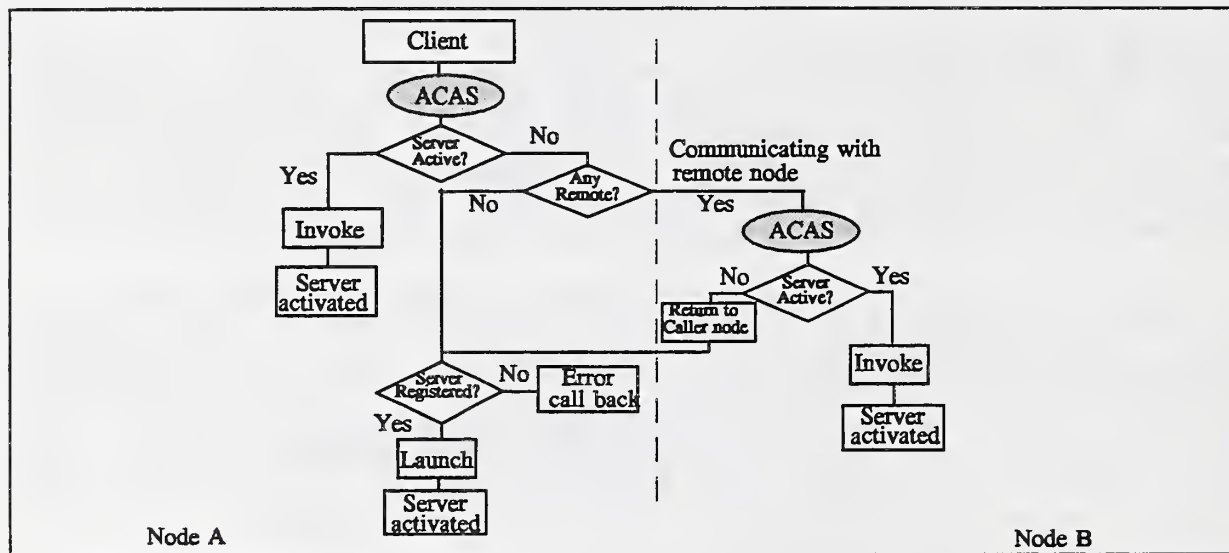 Client
ACAS
Server
Active?
No
Yes
Communicating with
remote node
Any
Remote?
No
Yes
Invoke
ACAS
Server
activated
No
Server
Active?
Yes
Return to
Caller node
Invoke
Server
Registered?
No
Error
call back
Yes
Server
activated
Launch
Server
activated
Node A
Node B